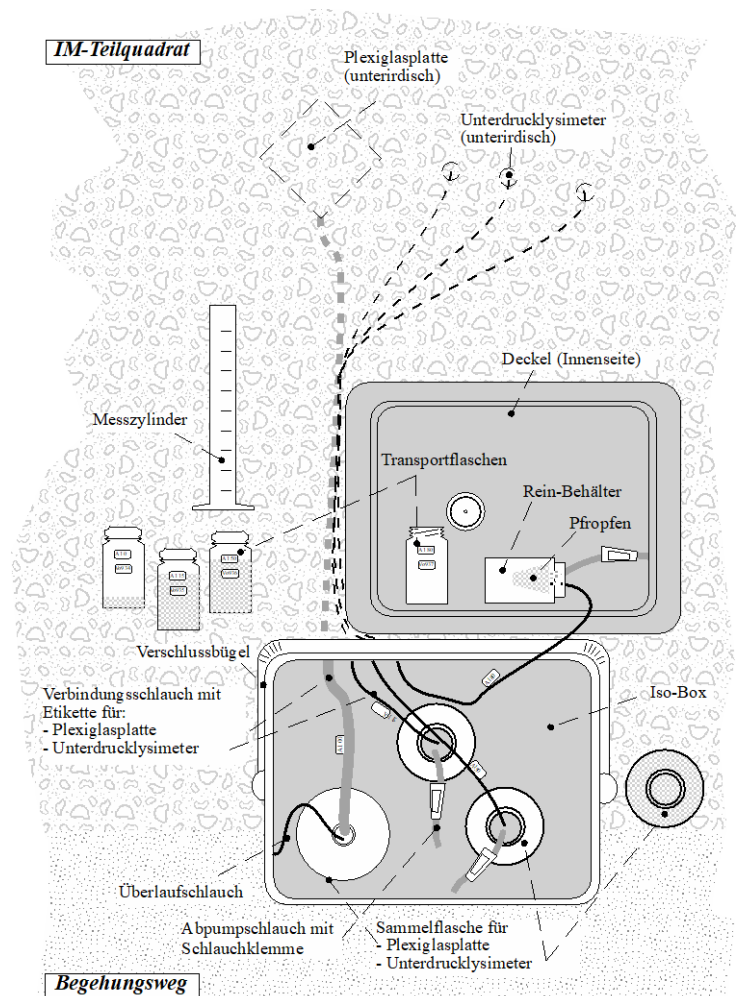 IM-Teilquadrat
Plexiglasplatte
(unterirdisch)
Unterdrucklysimeter
(unterirdisch)
Deckel (Innenseite)
Messzylinder
Transportflaschen
Rein-Behälter
Pfropfen
Verschlussbügel
Verbindungsschlauch mit
Etikette für:
- Plexiglasplatte
- Unterdrucklysimeter
Iso-Box
Überlaufschlauch
Abpumpschlauch mit
Schlauchklemme
Sammelflasche für
- Plexiglasplatte
- Unterdrucklysimeter
Begehungsweg